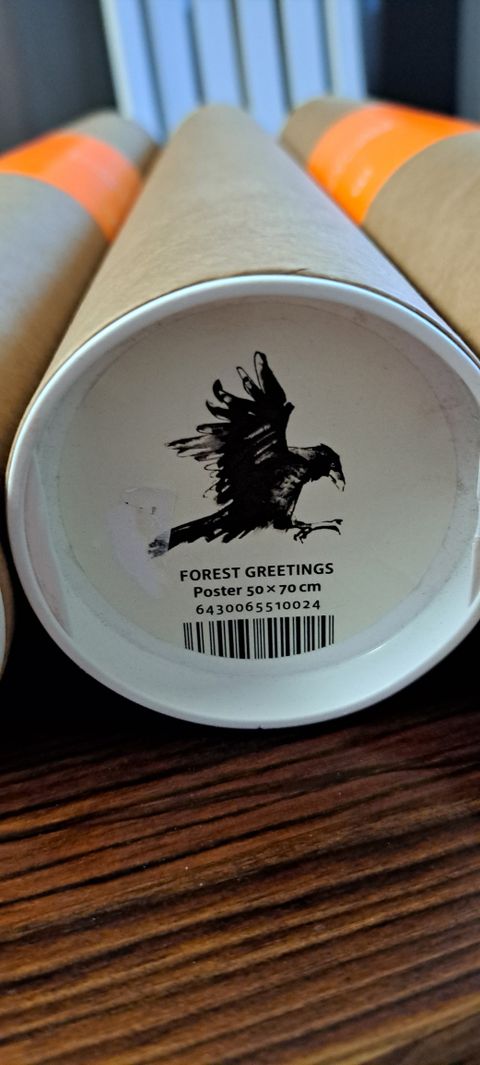 FOREST GREETINGS
Poster 50 × 70 cm
6430065510024